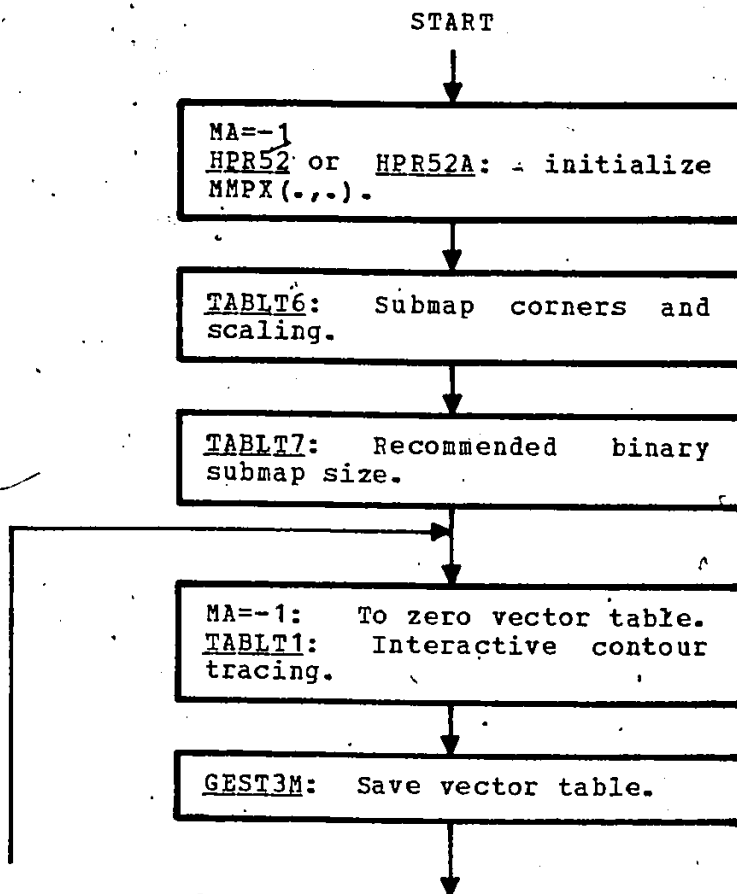 START
MA=-1
HPR52 or HPR52A: - initialize
MMPX(.,.).
TABLT6: Submap corners and
scaling.
TABLT7: Recommended binary
submap size.
MA=-1: To zero vector table.
TABLT1: Interactive contour
tracing.
GEST3M: Save vector table.